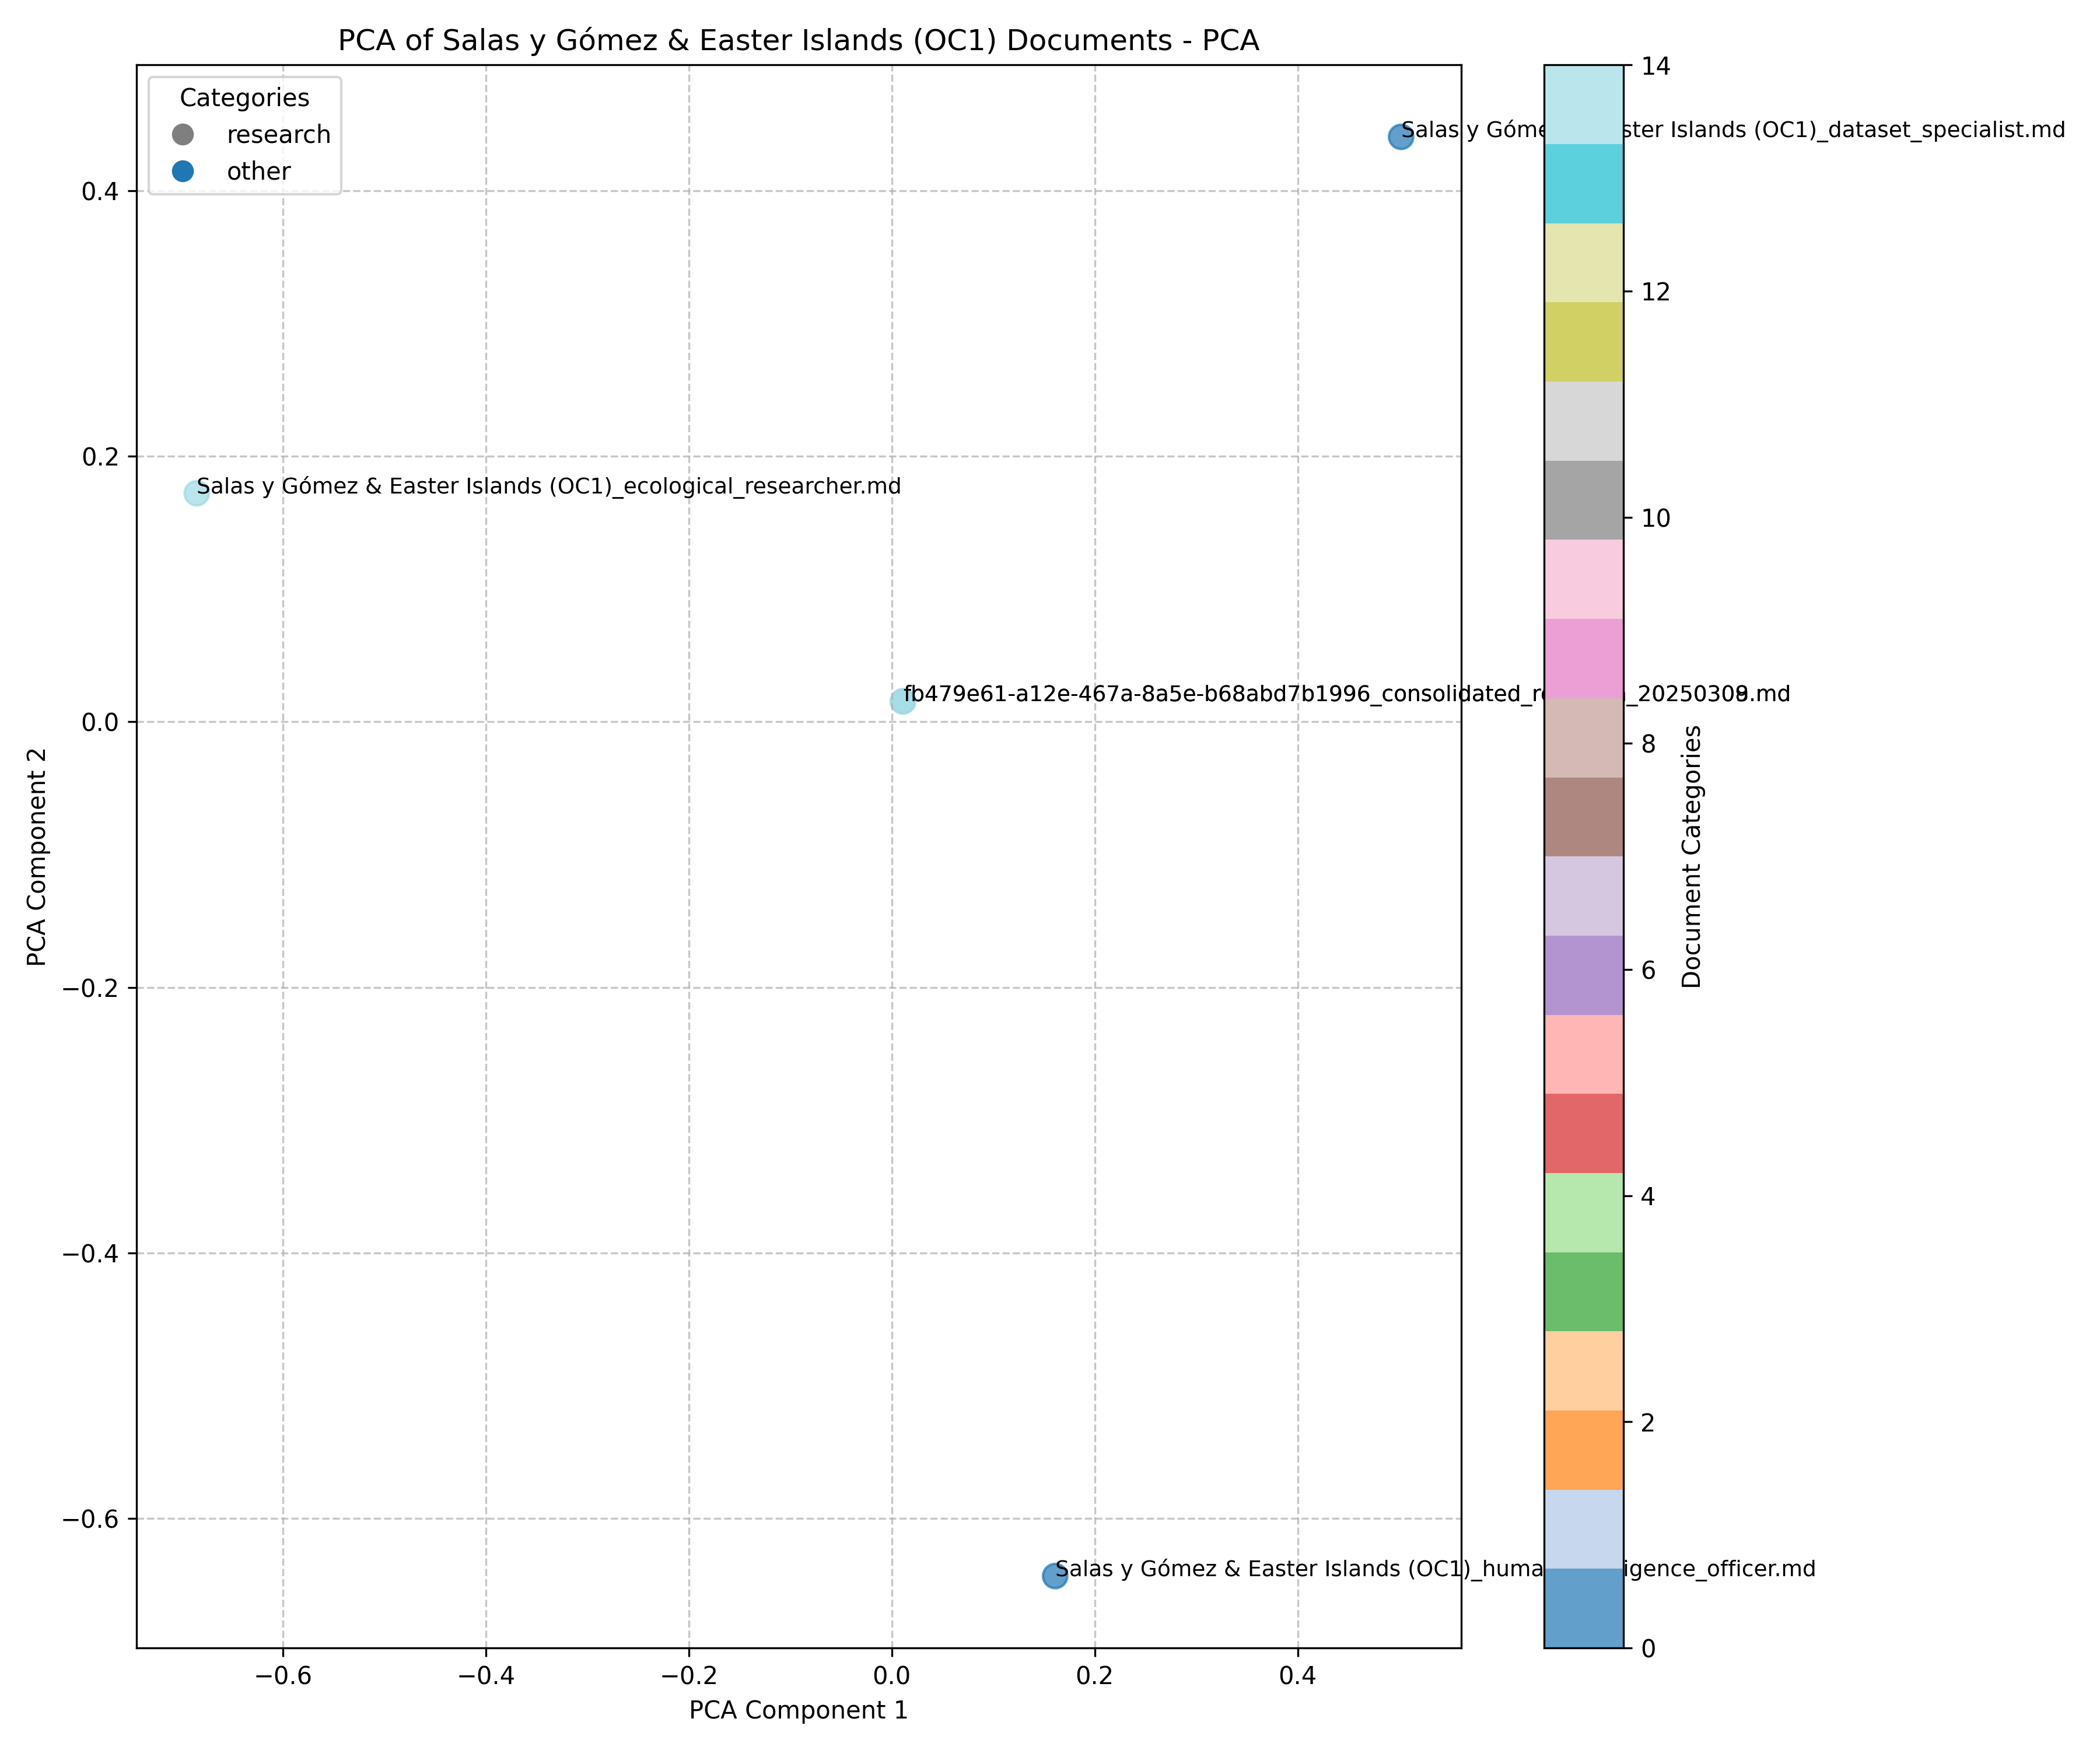 PCA of Salas y Gómez & Easter Islands (OC1) Documents - PCA
Categories
research
other
Salas y Góme ster Islands (OC1)_dataset_specialist.md
Salas y Gómez & Easter Islands (OC1)_ecological_researcher.md
fb479e61-a12e-467a-8a5e-b68abd7b1996_consolidated_re _20250309.md
Salas y Gómez & Easter Islands (OC1)_huma igence_officer.md
0.4
0.2
0.0
−0.2
−0.4
−0.6
PCA Component 2
−0.6
−0.4
−0.2
0.0
0.2
0.4
PCA Component 1
14
12
10
8
6
4
2
0
Document Categories